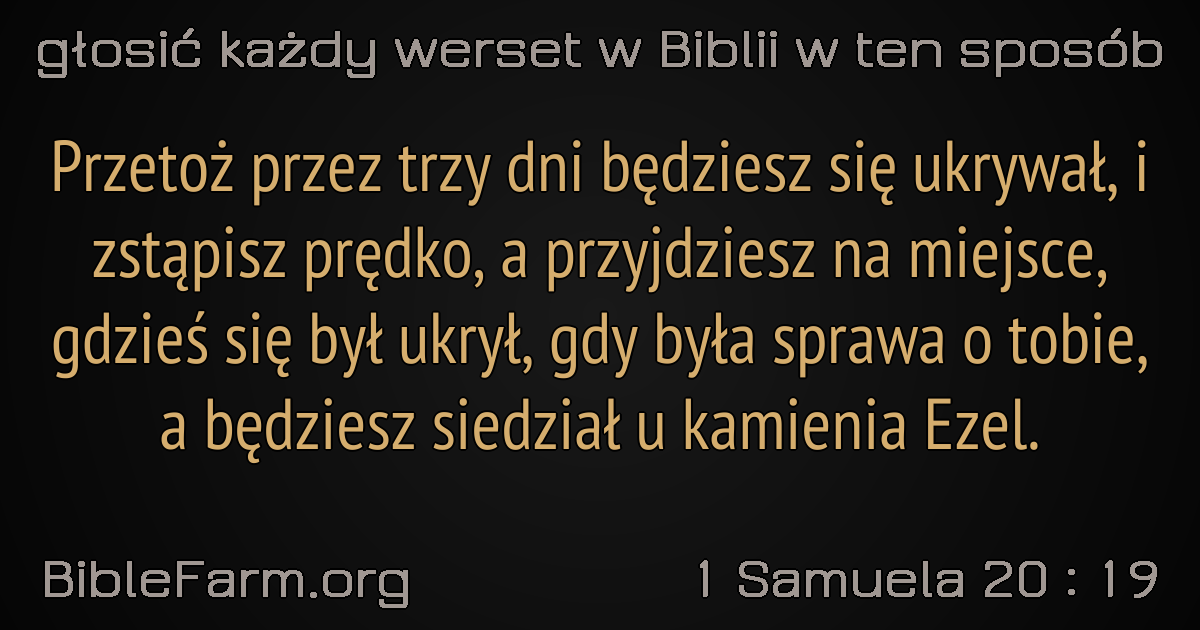 głosić każdy werset w Biblii w ten sposób
Przetoż przez trzy dni będziesz się ukrywał, i
zstąpisz prędko, a przyjdziesz na miejsce,
gdzieś się był ukrył, gdy była sprawa o tobie,
a będziesz siedział u kamienia Ezel.
BibleFarm.org
1 Samuela 20 : 19